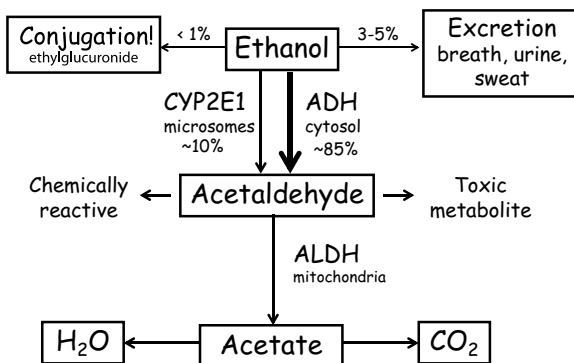 Conjugation!
ethylglucuronide
< 1%
Ethanol
3-5%
Excretion
breath, urine,
sweat
CYP2E1
microsomes
~10%
ADH
cytosol
~85%
Chemically
reactive
Acetaldehyde
Toxic
metabolite
ALDH
mitochondria
H₂O
Acetate
CO₂